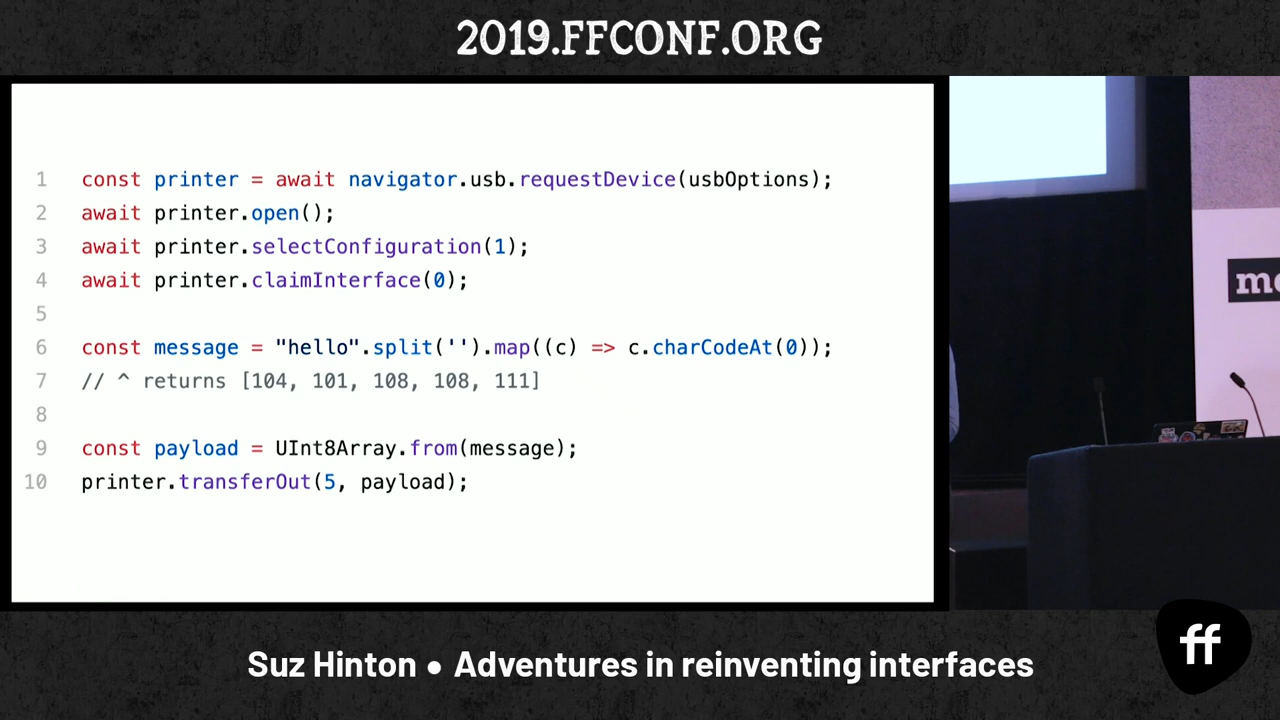 2019.FFCONF.ORG
1 const printer = await navigator.usb.requestDevice(usbOptions);
2 await printer.open();
3 await printer.selectConfiguration(1);
4 await printer.claimInterface(0);
5
6 const message = "hello".split('').map((c) => c.charCodeAt(0));
7 // ^ returns [104, 101, 108, 108, 111]
8
9 const payload = UInt8Array.from(message);
10 printer.transferOut(5, payload);
mo
ff
Suz Hinton • Adventures in reinventing interfaces